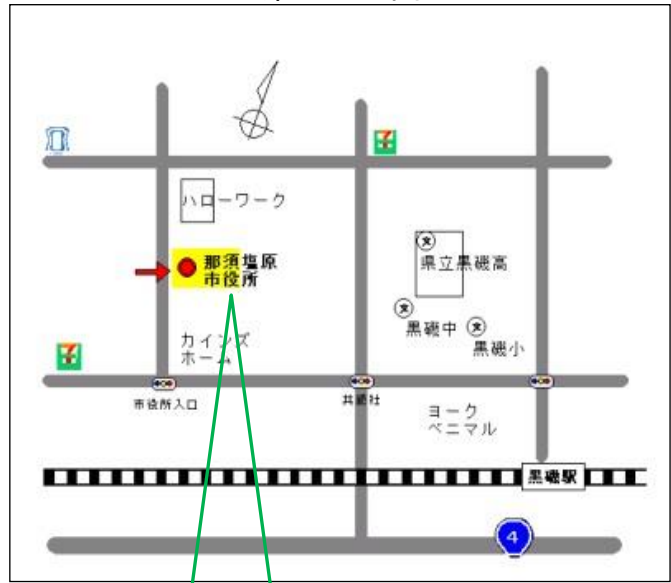 ハローワーク
那須塩原
市役所
県立黒磯高
黒磯中
黒磯小
カインズ
ホーム
市役所入口
共墾社
ヨーク
ベニマル
黒磯駅
4